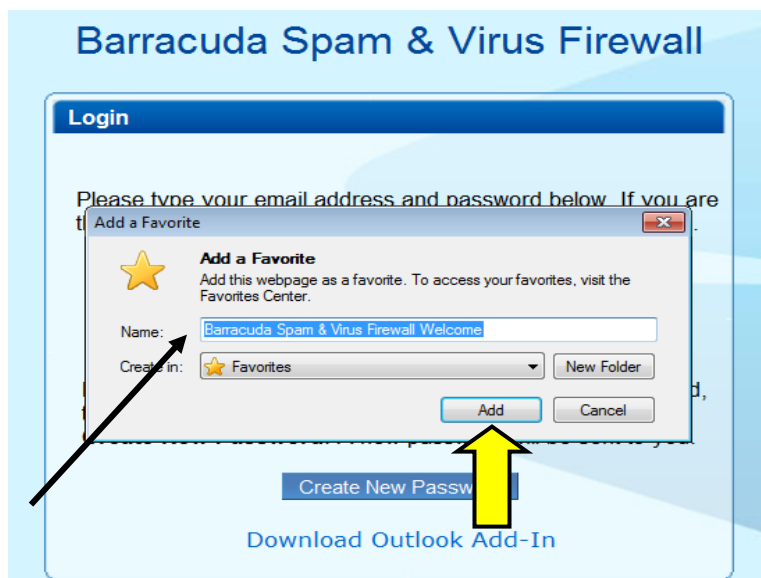 Barracuda Spam & Virus Firewall
Login
Please type your email address and password below. If you are
Add a Favorite
Add a Favorite
Add this webpage as a favorite. To access your favorites, visit the
Favorites Center.
Name: Barracuda Spam & Virus Firewall Welcome
Create in: Favorites New Folder
Add Cancel
Create New Password
Download Outlook Add-In